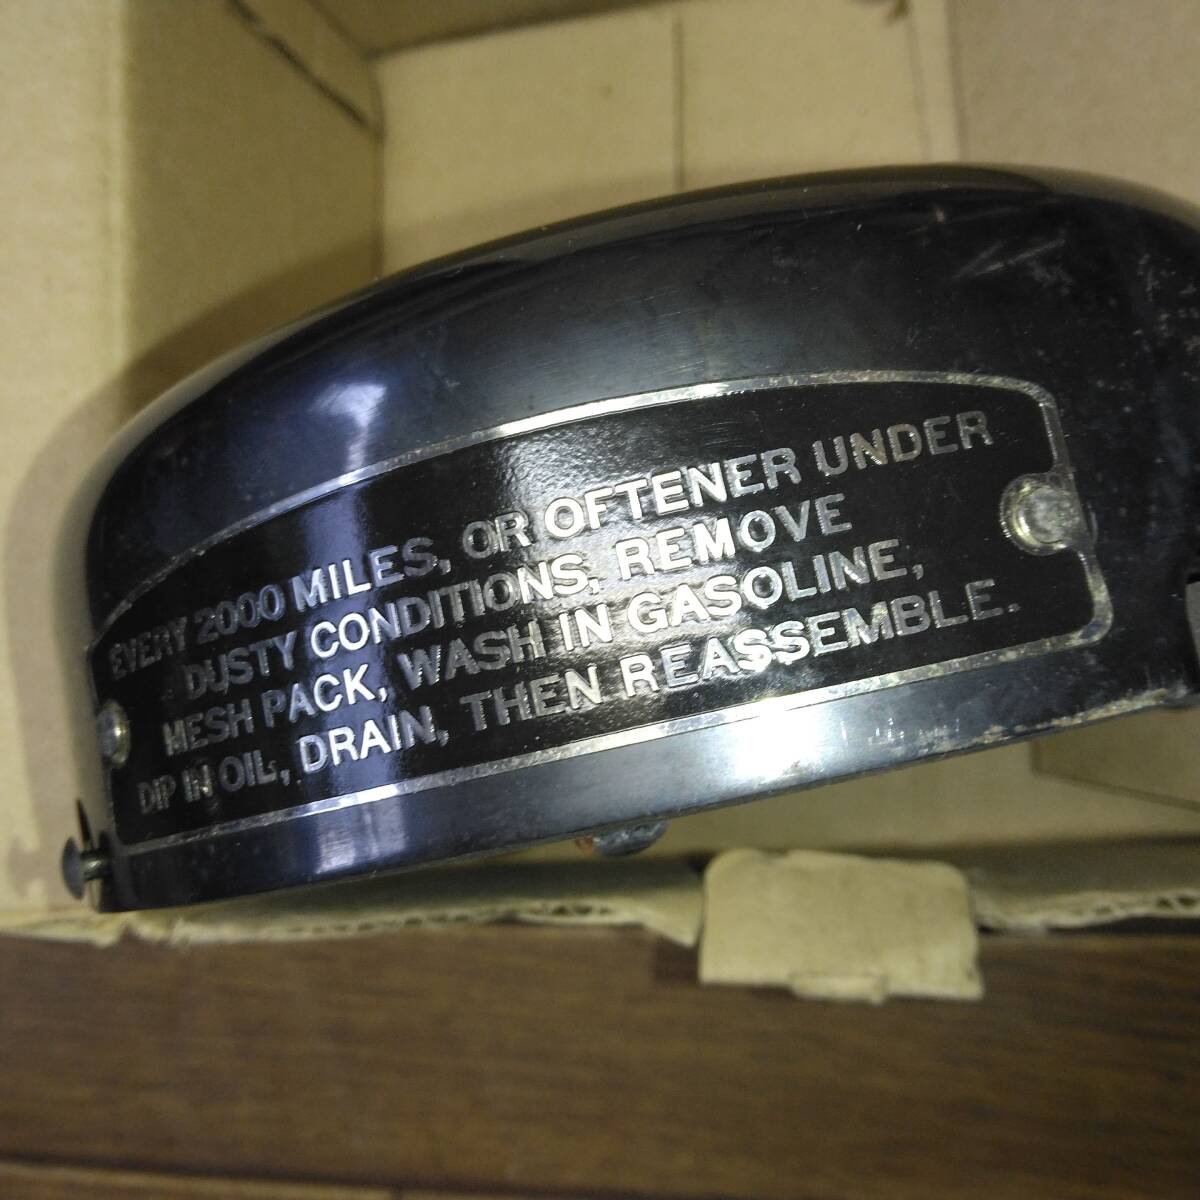 EVERY 2000 MILES, OR OFTENER UNDER
DUSTY CONDITIONS, REMOVE
MESH PACK, WASH IN GASOLINE,
DIP IN OIL, DRAIN, THEN REASSEMBLE.